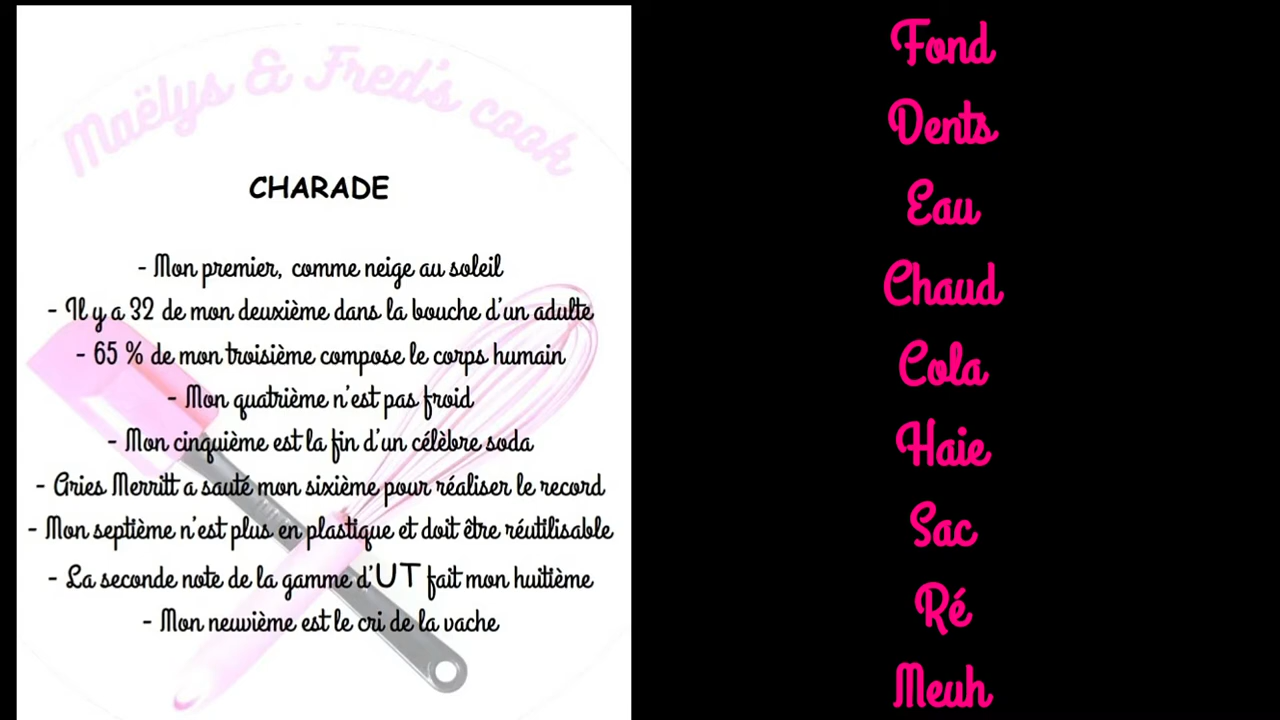 Maëlys & Fred's cook
CHARADE
- Mon premier, comme neige au soleil
- Il y a 32 de mon deuxième dans la bouche d'un adulte
- 65 % de mon troisième compose le corps humain
- Mon quatrième n'est pas froid
- Mon cinquième est la fin d'un célèbre soda
- Aries Merritt a sauté mon sixième pour réaliser le record
- Mon septième n'est plus en plastique et doit être réutilisable
- La seconde note de la gamme d'UT fait mon huitième
- Mon neuvième est le cri de la vache
Fond
Dents
Eau
Chaud
Cola
Haie
Sac
Ré
Meuh